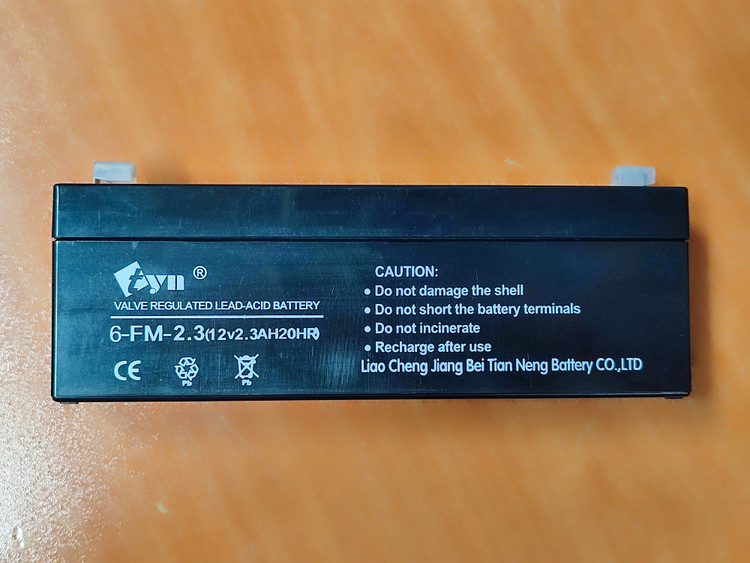 tyn ®
VALVE REGULATED LEAD-ACID BATTERY
6-FM-2.3(12v2.3AH20HR)
CE
Pb
Pb
CAUTION:
• Do not damage the shell
• Do not short the battery terminals
• Do not incinerate
• Recharge after use
Liao Cheng Jiang Bei Tian Neng Battery CO.,LTD